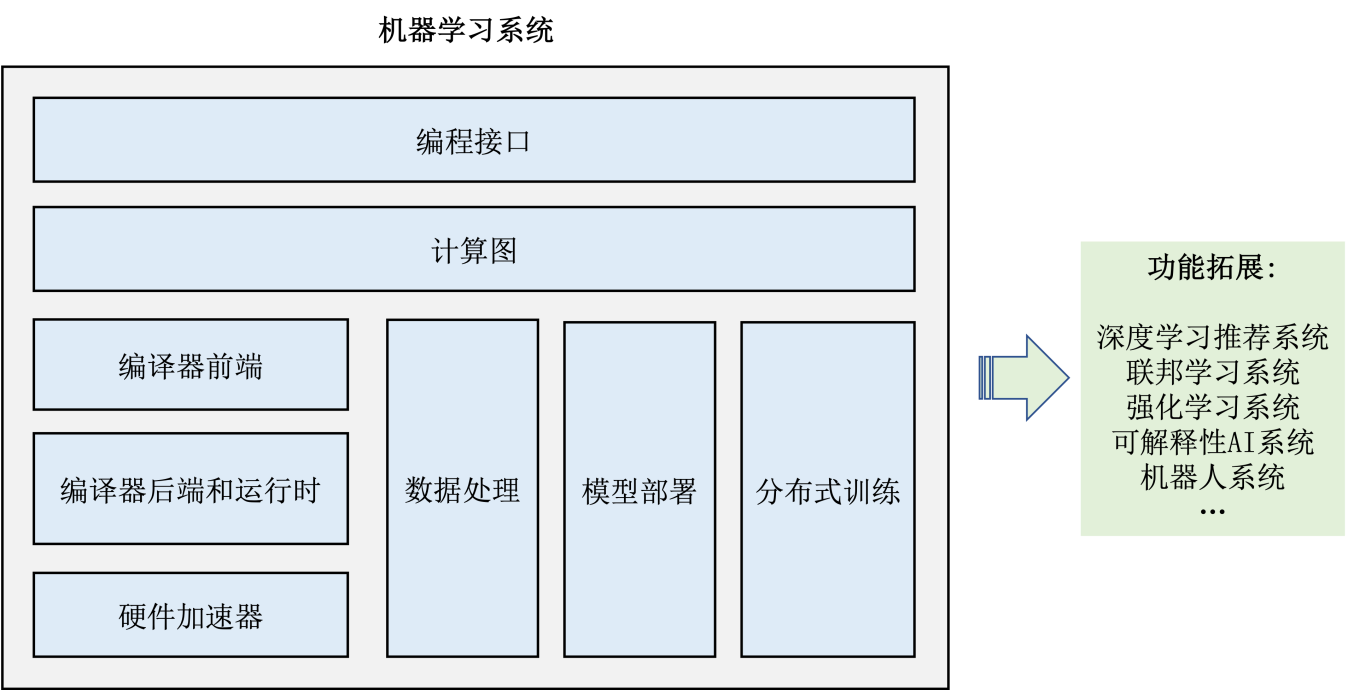 机器学习系统
编程接口
计算图
编译器前端
编译器后端和运行时
硬件加速器
数据处理
模型部署
分布式训练
功能拓展:
深度学习推荐系统
联邦学习系统
强化学习系统
可解释性AI系统
机器人系统
...